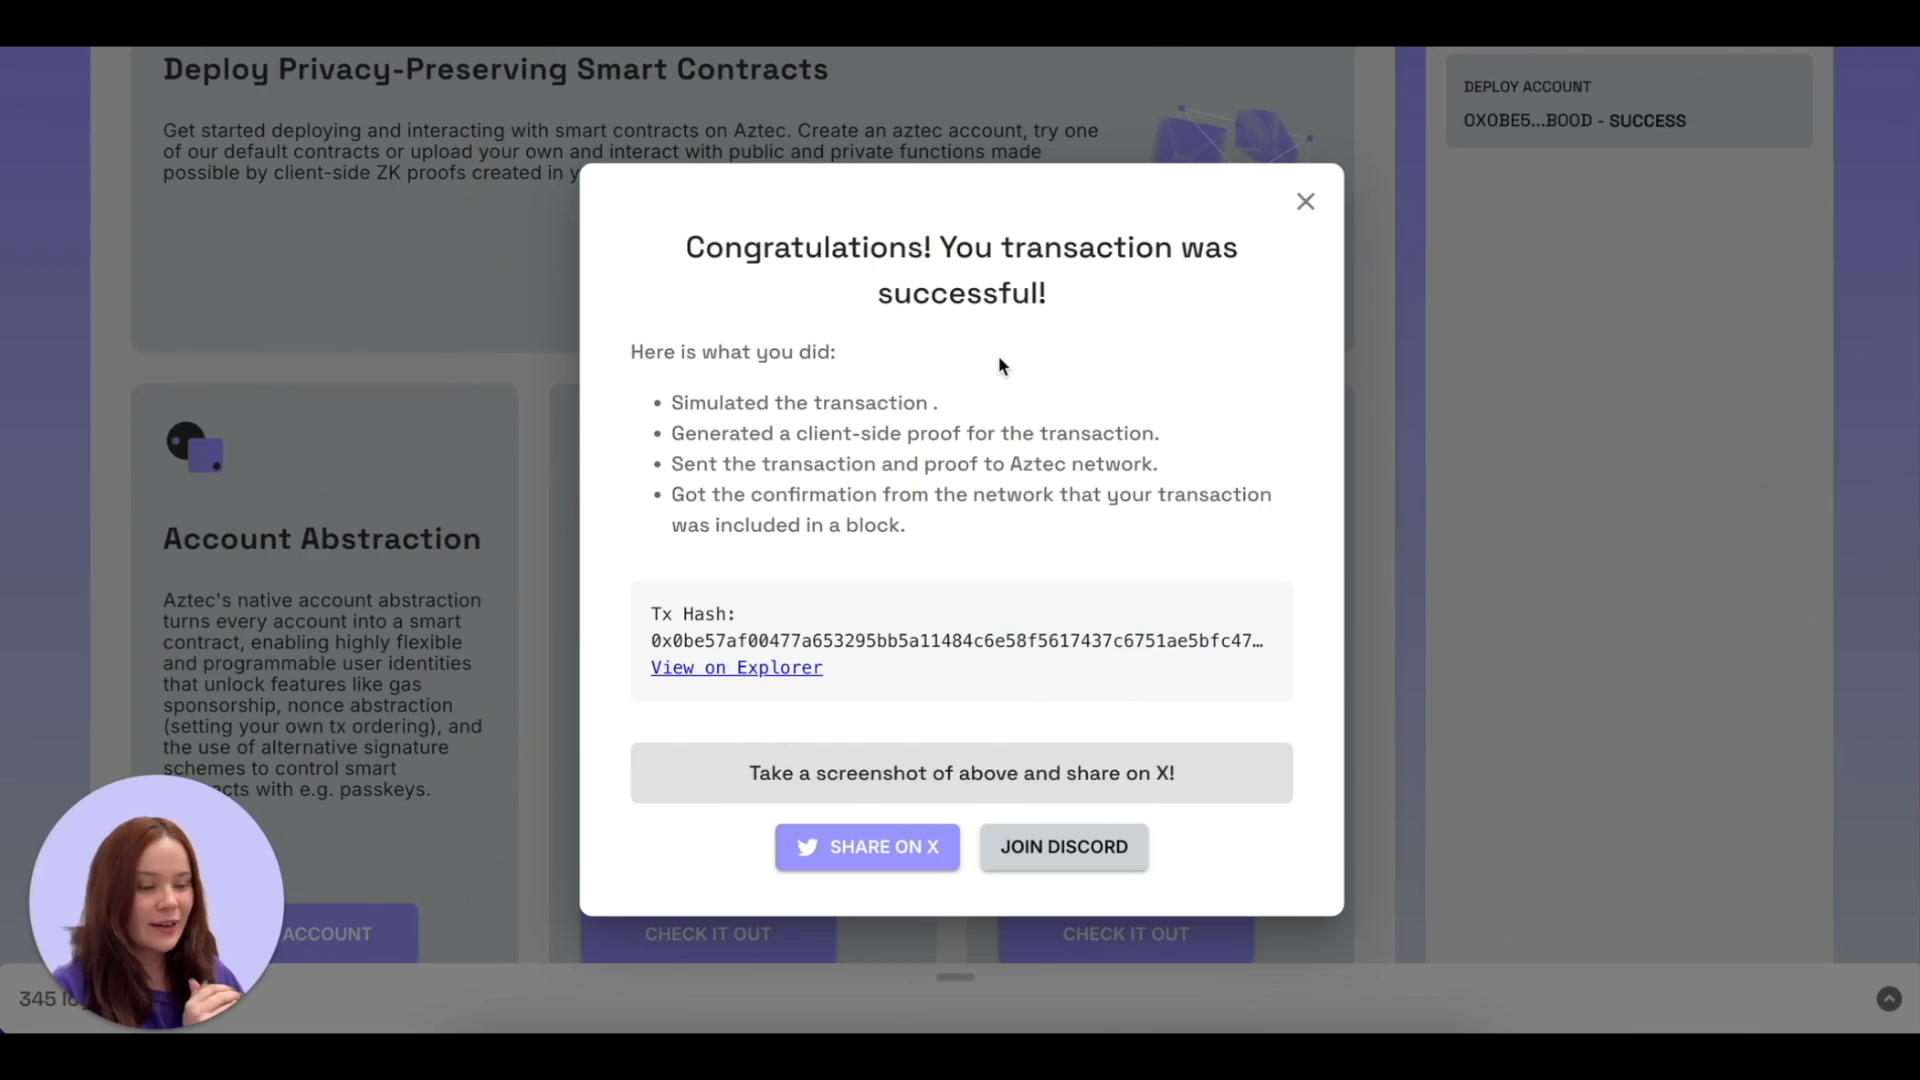 Deploy Privacy-Preserving Smart Contracts
Get started deploying and interacting with smart contracts on Aztec. Create an aztec account, try one
of our default contracts or upload your own and interact with public and private functions made
possible by client-side ZK proofs created in
DEPLOY ACCOUNT
0X0BE5...B00D - SUCCESS
Congratulations! You transaction was
successful!
Here is what you did:
• Simulated the transaction .
• Generated a client-side proof for the transaction.
• Sent the transaction and proof to Aztec network.
• Got the confirmation from the network that your transaction
was included in a block.
Tx Hash:
0x0be57af00477a653295bb5a11484c6e58f5617437c6751ae5bfc47…
View on Explorer
Take a screenshot of above and share on X!
SHARE ON X
JOIN DISCORD
Account Abstraction
Aztec's native account abstraction
turns every account into a smart
contract, enabling highly flexible
and programmable user identities
that unlock features like gas
sponsorship, nonce abstraction
(setting your own tx ordering), and
the use of alternative signature
schemes to control smart
with e.g. passkeys.
ACCOUNT
CHECK IT OUT
CHECK IT OUT
345